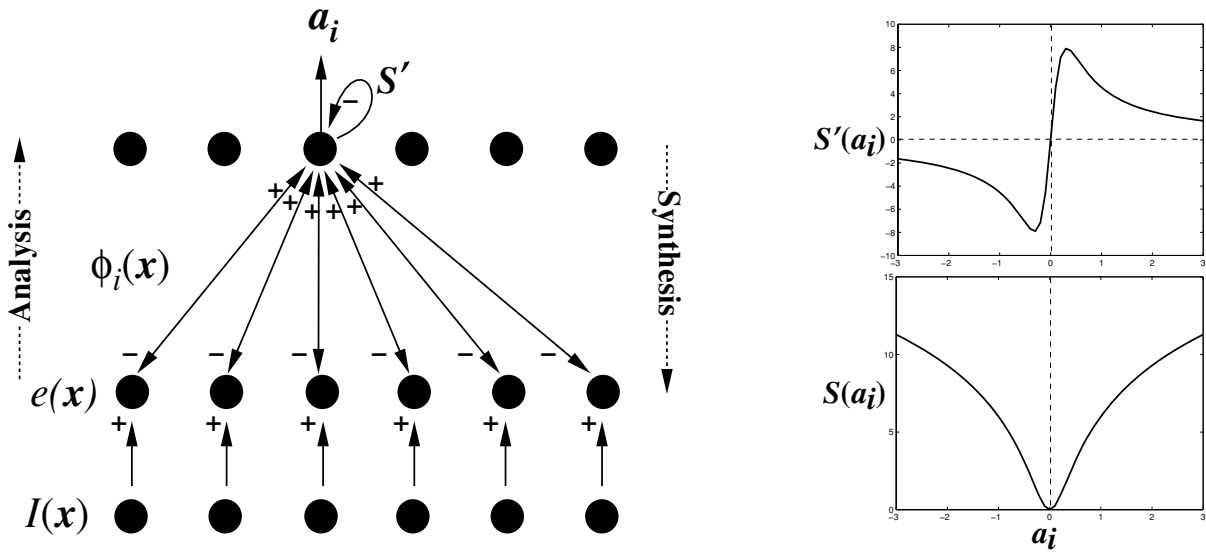 a_i
S′
−
Analysis
Synthesis
+ + + + + +
ϕ_i(x)
− − − − − −
e(x)
+ + + + + +
I(x)
10
8
6
4
2
0
−2
−4
−6
−8
−10
S′(a_i)
−3 −2 −1 0 1 2 3
15
10
5
0
S(a_i)
−3 −2 −1 0 1 2 3
a_i